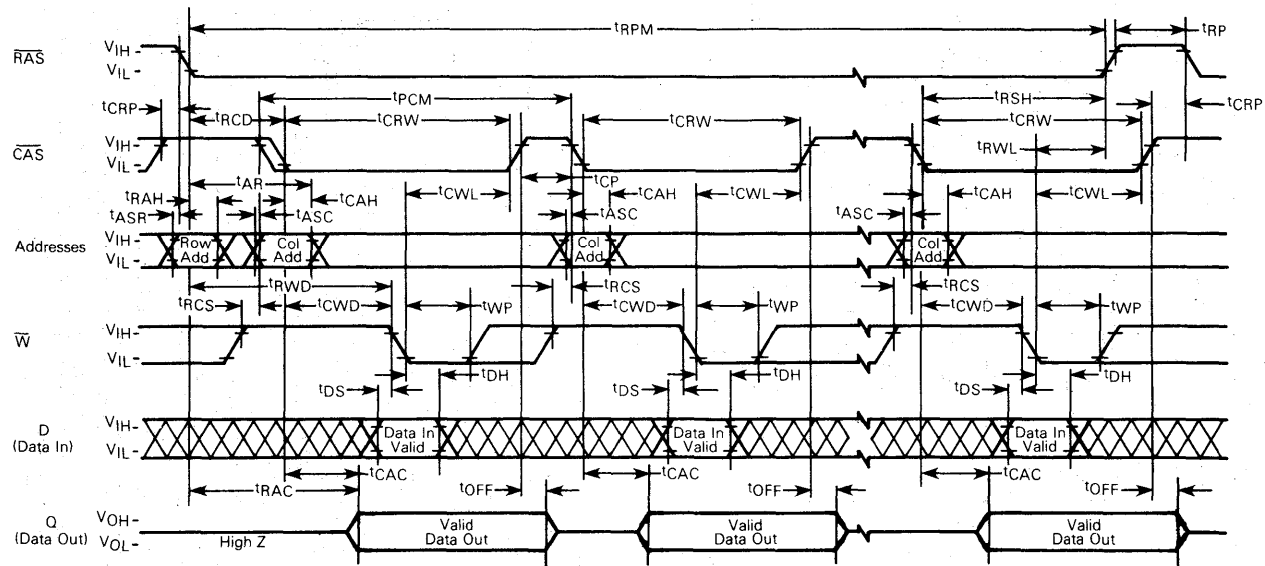 tRPM
tRP
RAS
VIH
VIL
tCRP
tPCM
tRSH
tCRP
tRCD
tCRW
tCRW
tCRW
CAS
VIH
VIL
tRWL
tAR
tCWL
tCP
tCAH
tCWL
tCAH
tCWL
tRAH
tCAH
tASR
tASC
tASC
tASC
Addresses
VIH
VIL
Row Add
Col Add
Col Add
Col Add
tRWD
tRCS
tRCS
tRCS
tCWD
tWP
tCWD
tWP
tCWD
tWP
W
VIH
VIL
tDS
tDH
tDS
tDH
tDS
tDH
D
(Data In)
VIH
VIL
Data In Valid
Data In Valid
Data In Valid
tCAC
tCAC
tCAC
tRAC
tOFF
tOFF
tOFF
Q
(Data Out)
VOH
VOL
High Z
Valid Data Out
Valid Data Out
Valid Data Out